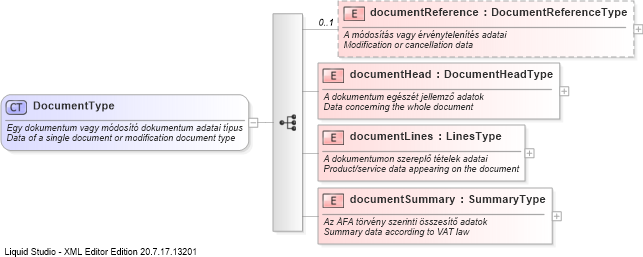 E documentReference : DocumentReferenceType
0..1
A módosítás vagy érvénytelenítés adatai
Modification or cancellation data
E documentHead : DocumentHeadType
A dokumentum egészét jellemző adatok
Data concerning the whole document
CT DocumentType
Egy dokumentum vagy módosító dokumentum adatai típus
Data of a single document or modification document type
E documentLines : LinesType
A dokumentumon szereplő tételek adatai
Product/service data appearing on the document
E documentSummary : SummaryType
Az ÁFA törvény szerinti összesítő adatok
Summary data according to VAT law
Liquid Studio - XML Editor Edition 20.7.17.13201